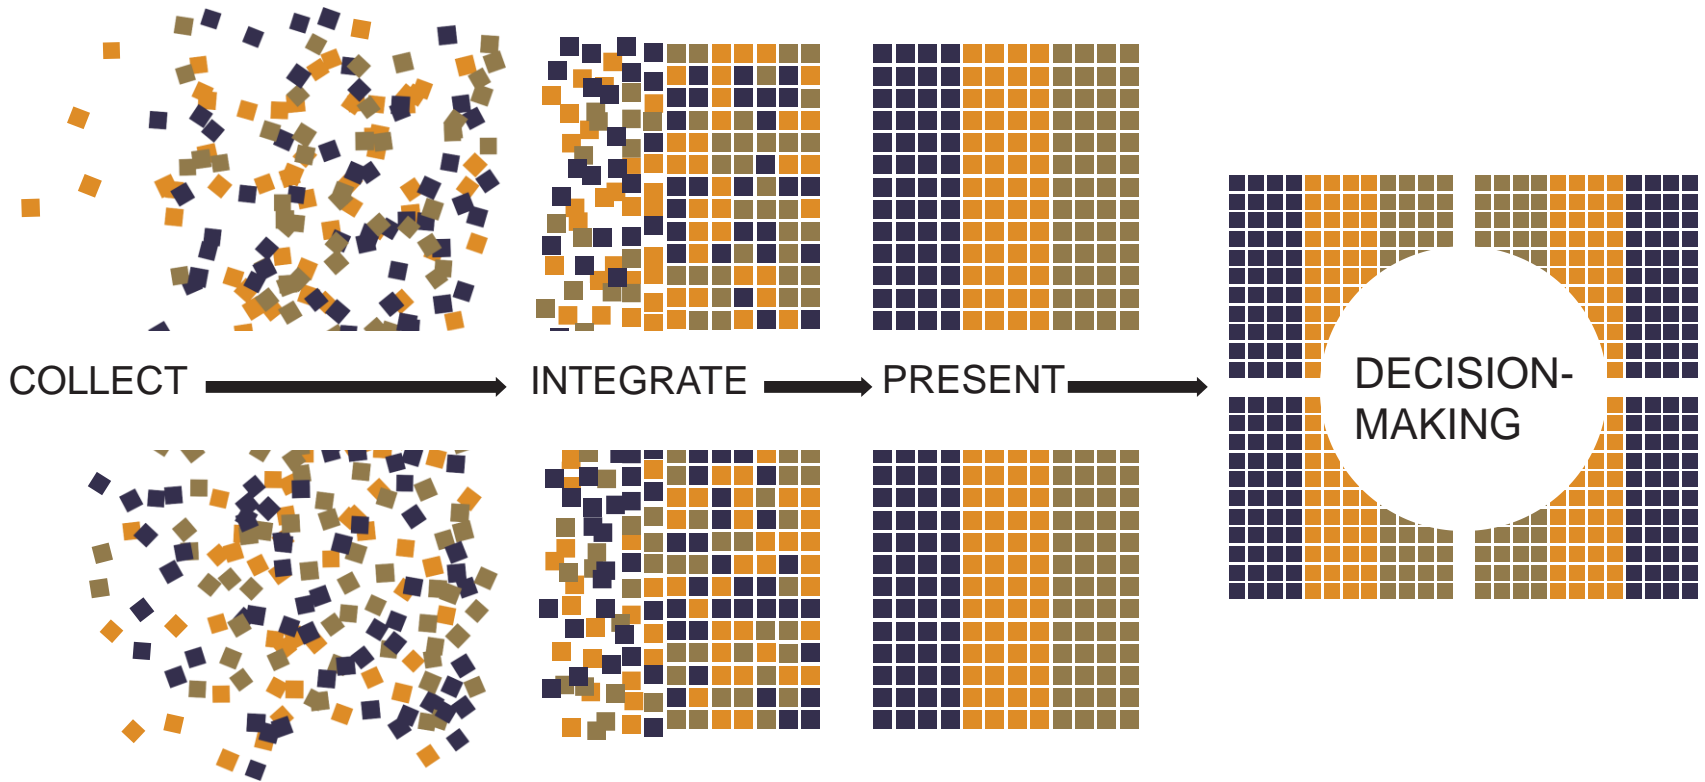 COLLECT
INTEGRATE
PRESENT
DECISION-
MAKING